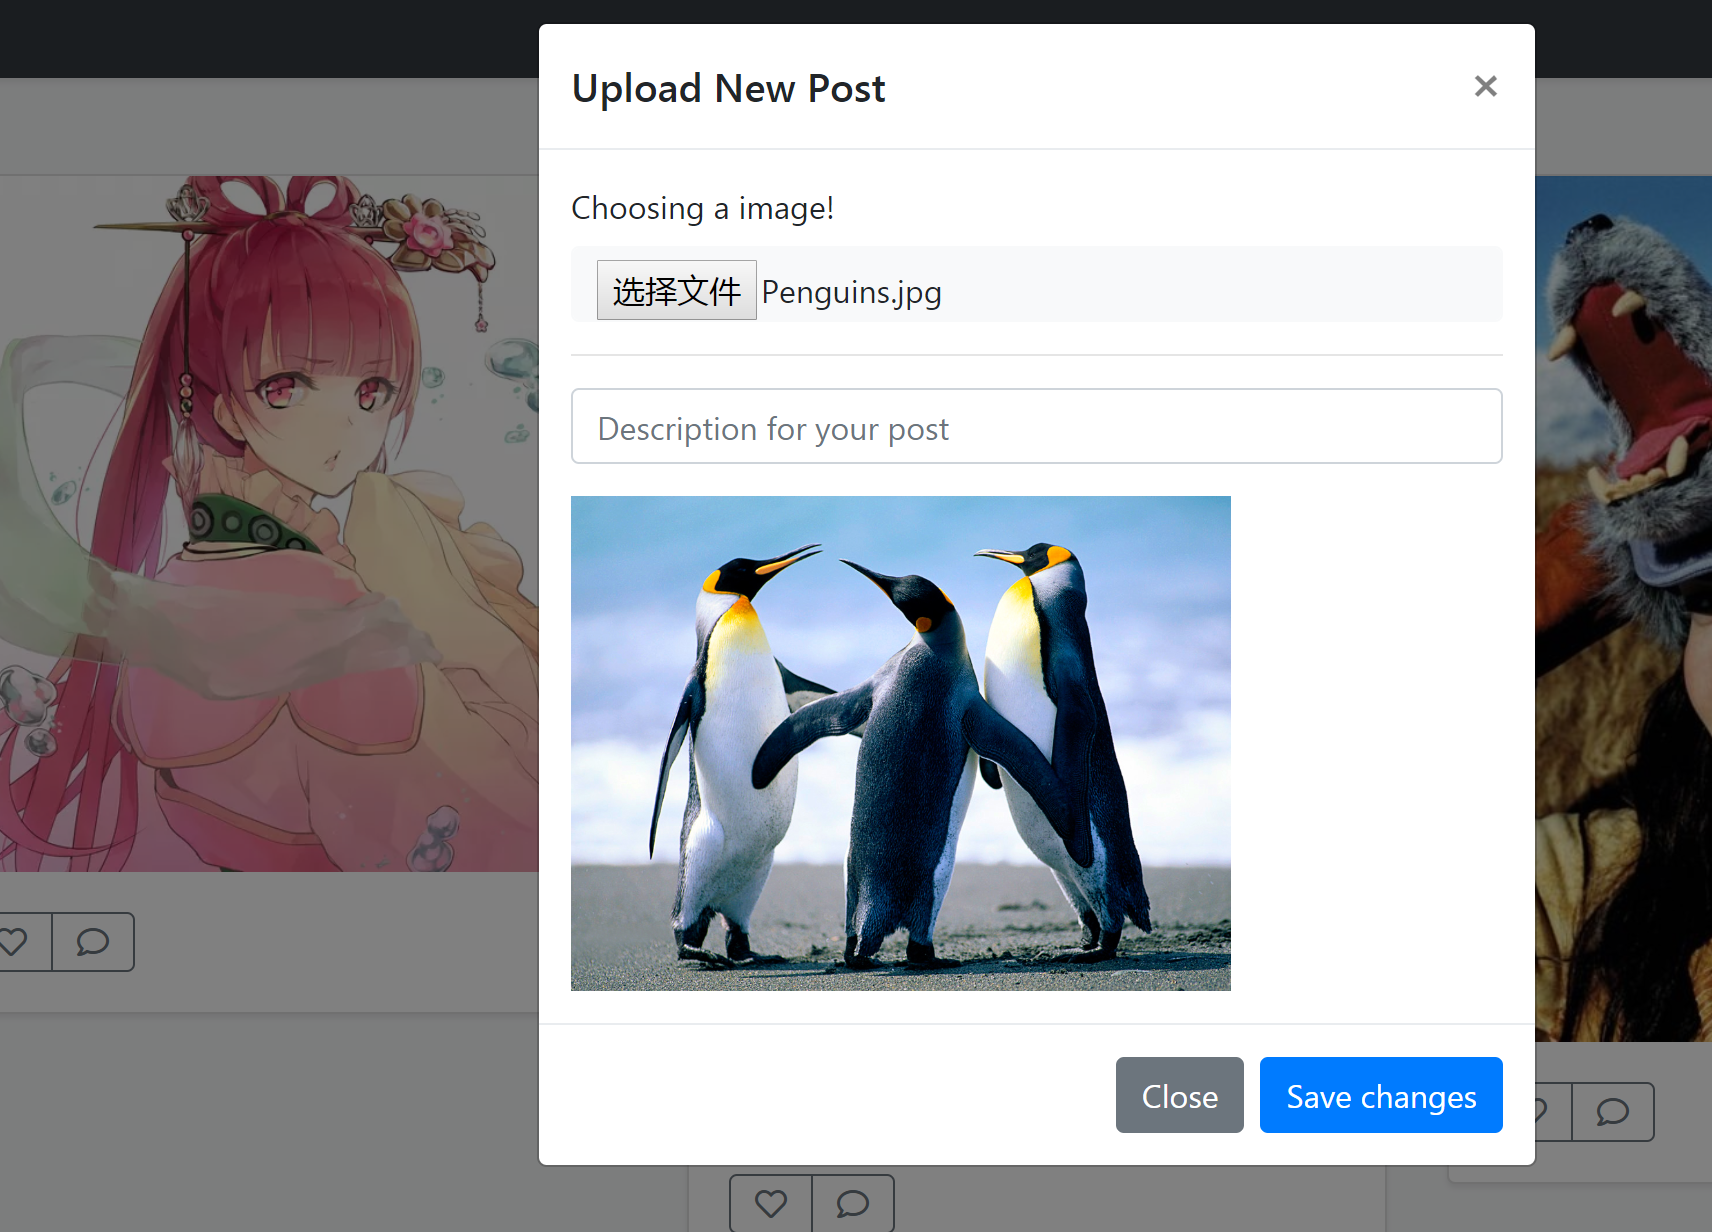 Upload New Post
×
Choosing a image!
选择文件 Penguins.jpg
Description for your post
Close Save changes